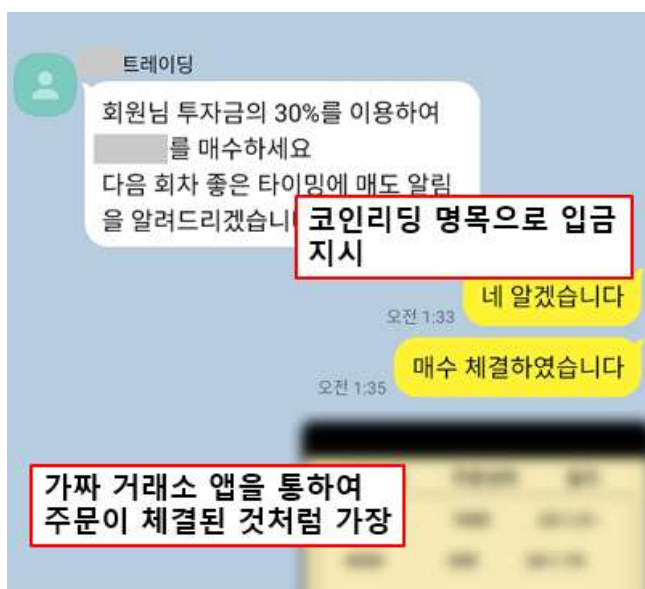 트레이딩
회원님 투자금의 30%를 이용하여
를 매수하세요
다음 회차 좋은 타이밍에 매도 알림
을 알려드리겠습니
코인리딩 명목으로 입금
지시
네 알겠습니다
오전 1:33
매수 체결하였습니다
오전 1:35
가짜 거래소 앱을 통하여
주문이 체결된 것처럼 가장